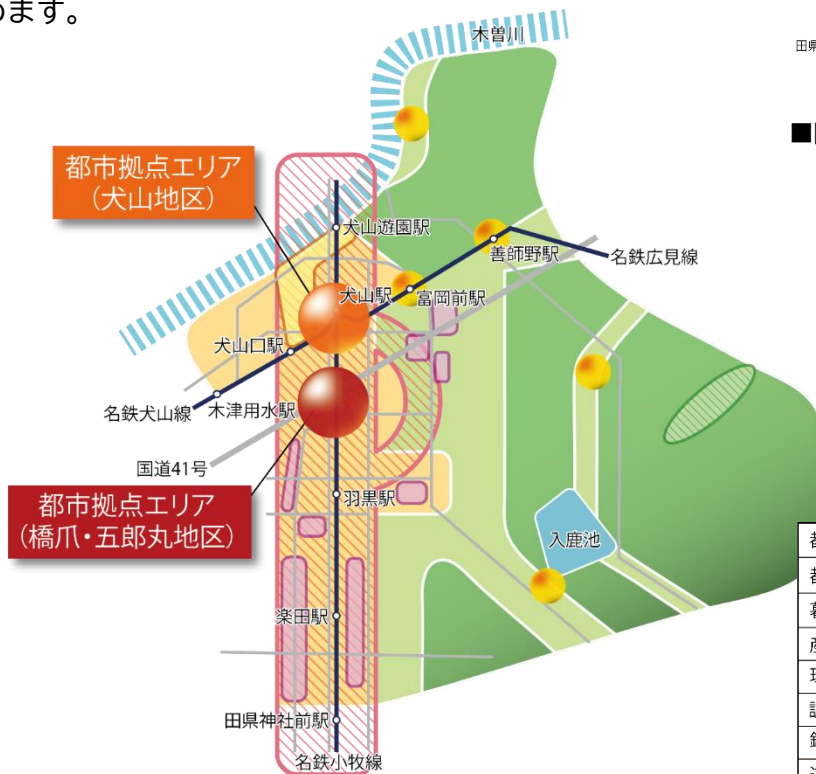 ります。
木曽川
田県
■
都市拠点エリア
（犬山地区）
犬山遊園駅
善師野駅
名鉄広見線
犬山駅
富岡前駅
犬山口駅
名鉄犬山線
木津用水駅
国道41号
都市拠点エリア
（橋爪・五郎丸地区）
羽黒駅
入鹿池
楽田駅
田県神社前駅
名鉄小牧線